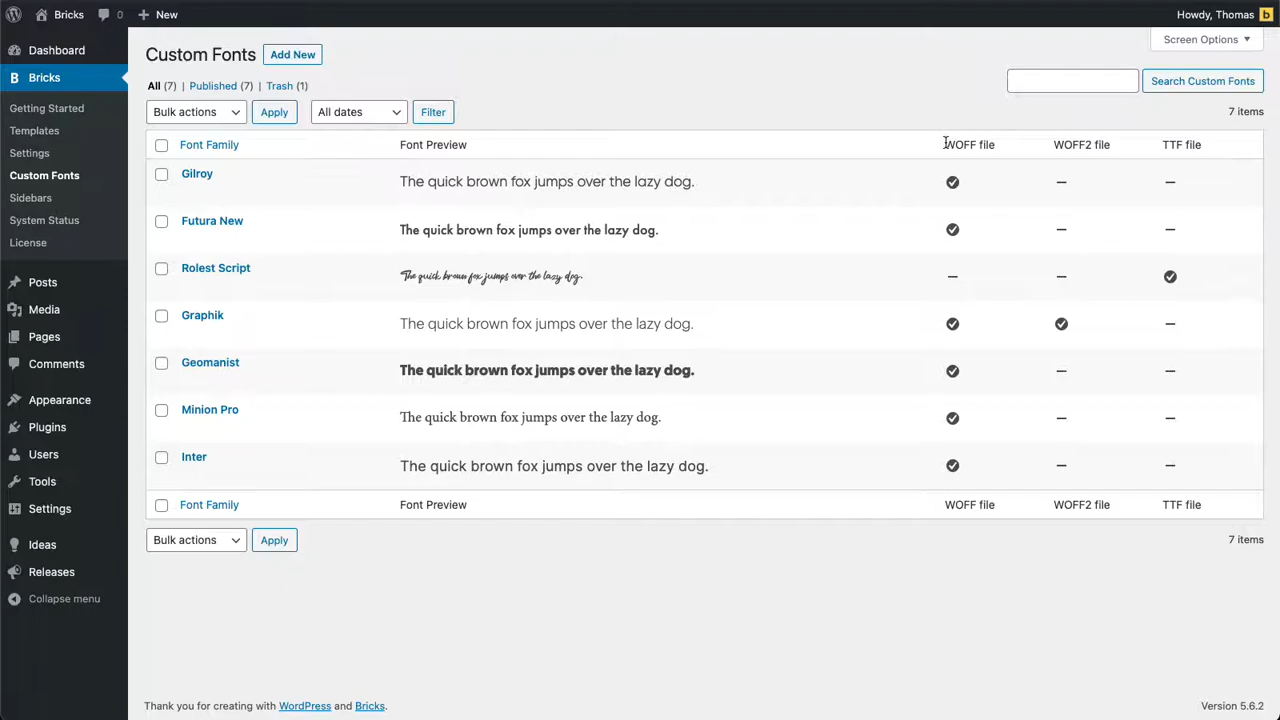 Bricks 0 New Howdy, Thomas b
Dashboard
B Bricks
Getting Started
Templates
Settings
Custom Fonts
Sidebars
System Status
License
Posts
Media
Pages
Comments
Appearance
Plugins
Users
Tools
Settings
Ideas
Releases
Collapse menu
Screen Options
Custom Fonts Add New
All (7) | Published (7) | Trash (1)
Search Custom Fonts
Bulk actions Apply All dates Filter 7 items
Font Family Font Preview WOFF file WOFF2 file TTF file
Gilroy The quick brown fox jumps over the lazy dog. — —
Futura New The quick brown fox jumps over the lazy dog. — —
Rolest Script The quick brown fox jumps over the lazy dog. — —
Graphik The quick brown fox jumps over the lazy dog. —
Geomanist The quick brown fox jumps over the lazy dog. — —
Minion Pro The quick brown fox jumps over the lazy dog. — —
Inter The quick brown fox jumps over the lazy dog. — —
Font Family Font Preview WOFF file WOFF2 file TTF file
Bulk actions Apply 7 items
Thank you for creating with WordPress and Bricks. Version 5.6.2